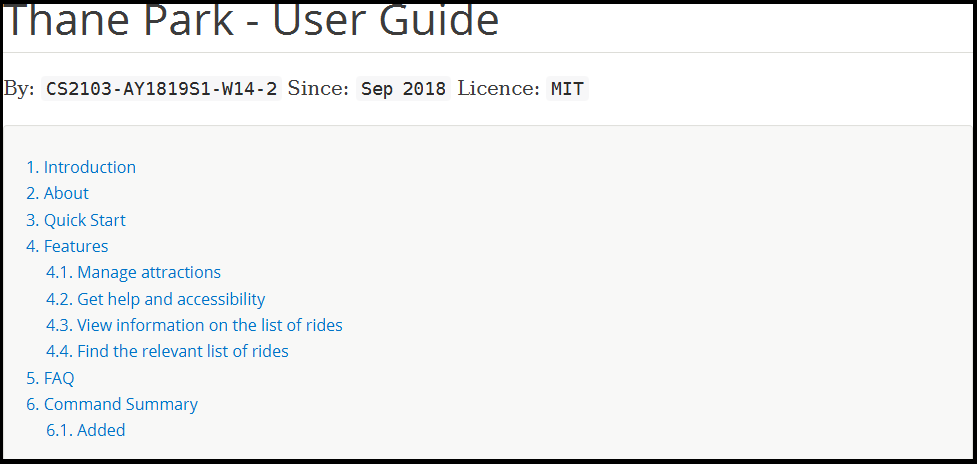 Thane Park - User Guide
By: CS2103-AY1819S1-W14-2 Since: Sep 2018 Licence: MIT
1. Introduction
2. About
3. Quick Start
4. Features
4.1. Manage attractions
4.2. Get help and accessibility
4.3. View information on the list of rides
4.4. Find the relevant list of rides
5. FAQ
6. Command Summary
6.1. Added